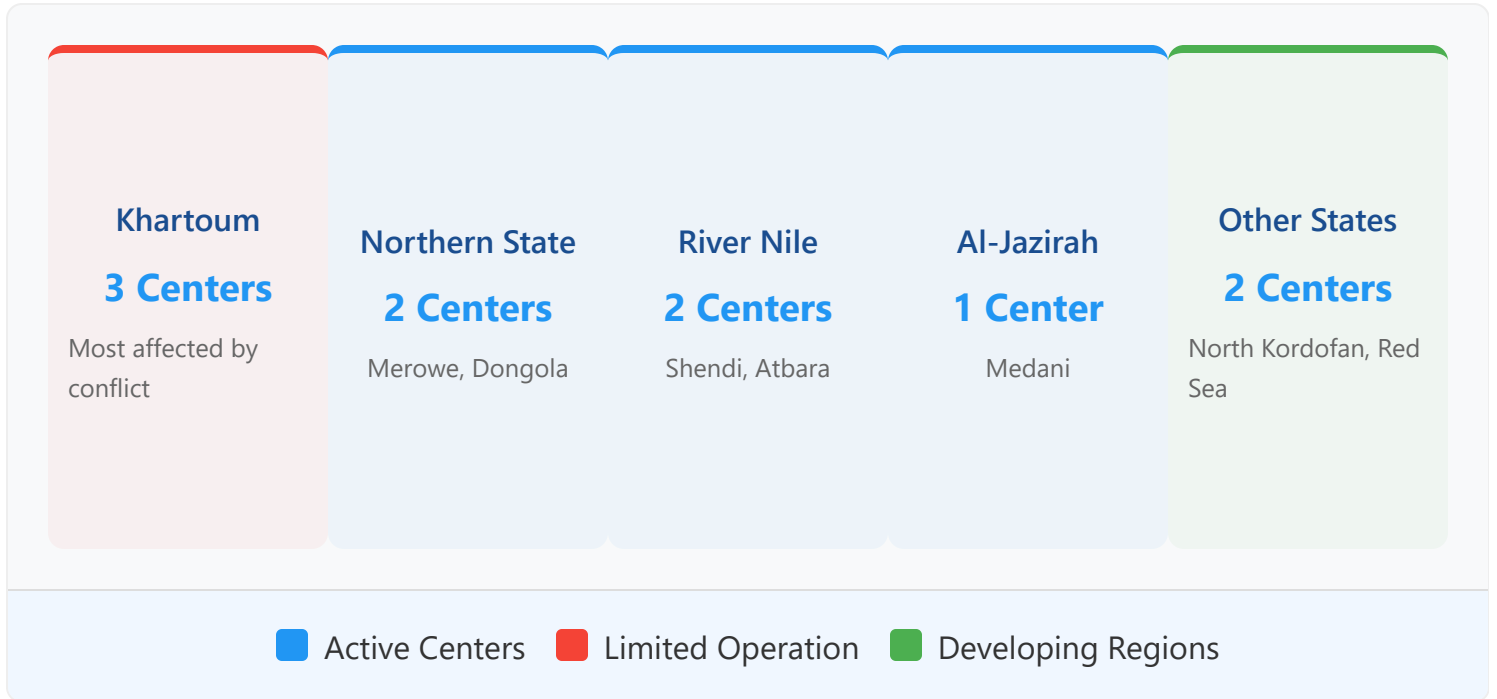 Khartoum
3 Centers
Most affected by
conflict
Northern State
2 Centers
Merowe, Dongola
River Nile
2 Centers
Shendi, Atbara
Al-Jazirah
1 Center
Medani
Other States
2 Centers
North Kordofan, Red
Sea
Active Centers
Limited Operation
Developing Regions